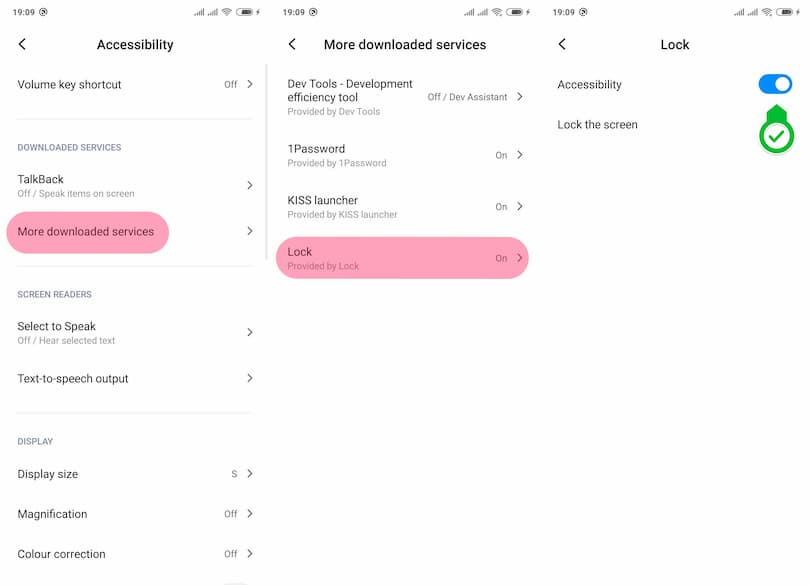 19:09
Accessibility
Volume key shortcut
Off
DOWNLOADED SERVICES
TalkBack
Off / Speak items on screen
More downloaded services
SCREEN READERS
Select to Speak
Off / Hear selected text
Text-to-speech output
DISPLAY
Display size
S
Magnification
Off
Colour correction
Off
19:09
More downloaded services
Dev Tools - Development
efficiency tool
Off / Dev Assistant
Provided by Dev Tools
1Password
Provided by 1Password
On
KISS launcher
Provided by KISS launcher
On
Lock
Provided by Lock
On
19:09
Lock
Accessibility
Lock the screen